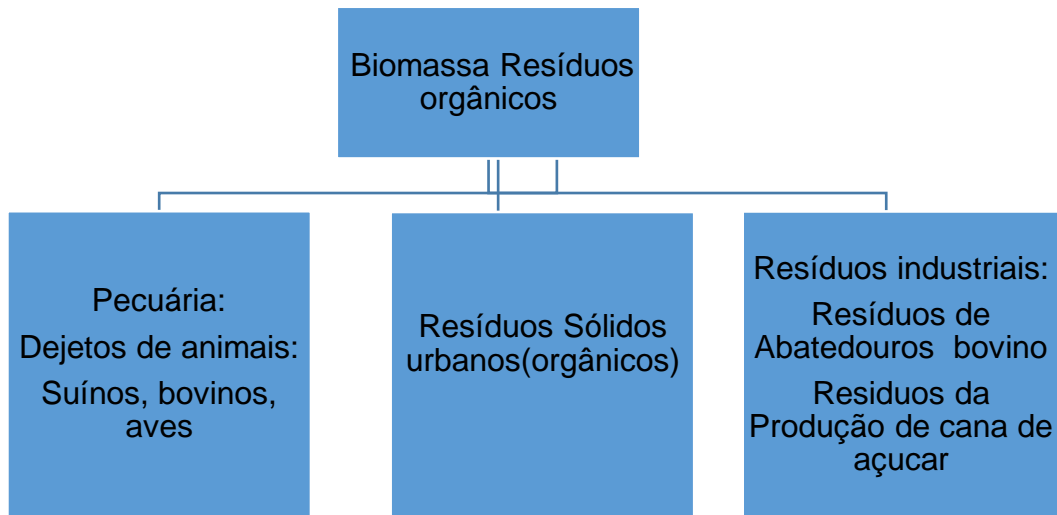 Biomassa Resíduos
orgânicos
Pecuária:
Dejetos de animais:
Suínos, bovinos,
aves
Resíduos Sólidos
urbanos(orgânicos)
Resíduos industriais:
Resíduos de
Abatedouros bovino
Residuos da
Produção de cana de
açucar